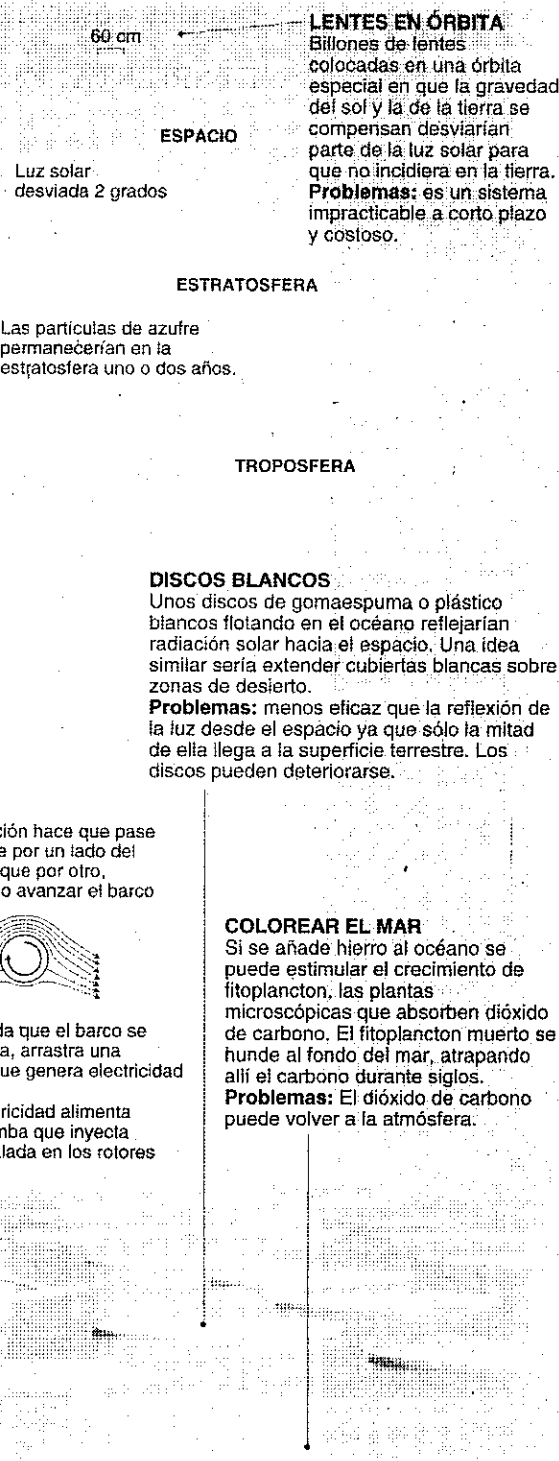 60 cm
LENTES EN ÓRBITA
Billones de lentes
colocadas en una órbita
especial en que la gravedad
del sol y la de la tierra se
compensan desviarían
parte de la luz solar para
que no incidiera en la tierra.
Problemas: es un sistema
impracticable a corto plazo
y costoso.
ESPACIO
Luz solar
desviada 2 grados
ESTRATOSFERA
Las partículas de azufre
permanecerían en la
estratosfera uno o dos años.
TROPOSFERA
DISCOS BLANCOS
Unos discos de gomaespuma o plástico
blancos flotando en el océano reflejarían
radiación solar hacia el espacio. Una idea
similar sería extender cubiertas blancas sobre
zonas de desierto.
Problemas: menos eficaz que la reflexión de
la luz desde el espacio ya que sólo la mitad
de ella llega a la superficie terrestre. Los
discos pueden deteriorarse.
ción hace que pase
e por un lado del
que por otro,
o avanzar el barco
da que el barco se
a, arrastra una
ue genera electricidad
ricidad alimenta
mba que inyecta
lada en los rotores
COLOREAR EL MAR
Si se añade hierro al océano se
puede estimular el crecimiento de
fitoplancton, las plantas
microscópicas que absorben dióxido
de carbono. El fitoplancton muerto se
hunde al fondo del mar, atrapando
allí el carbono durante siglos.
Problemas: El dióxido de carbono
puede volver a la atmósfera.